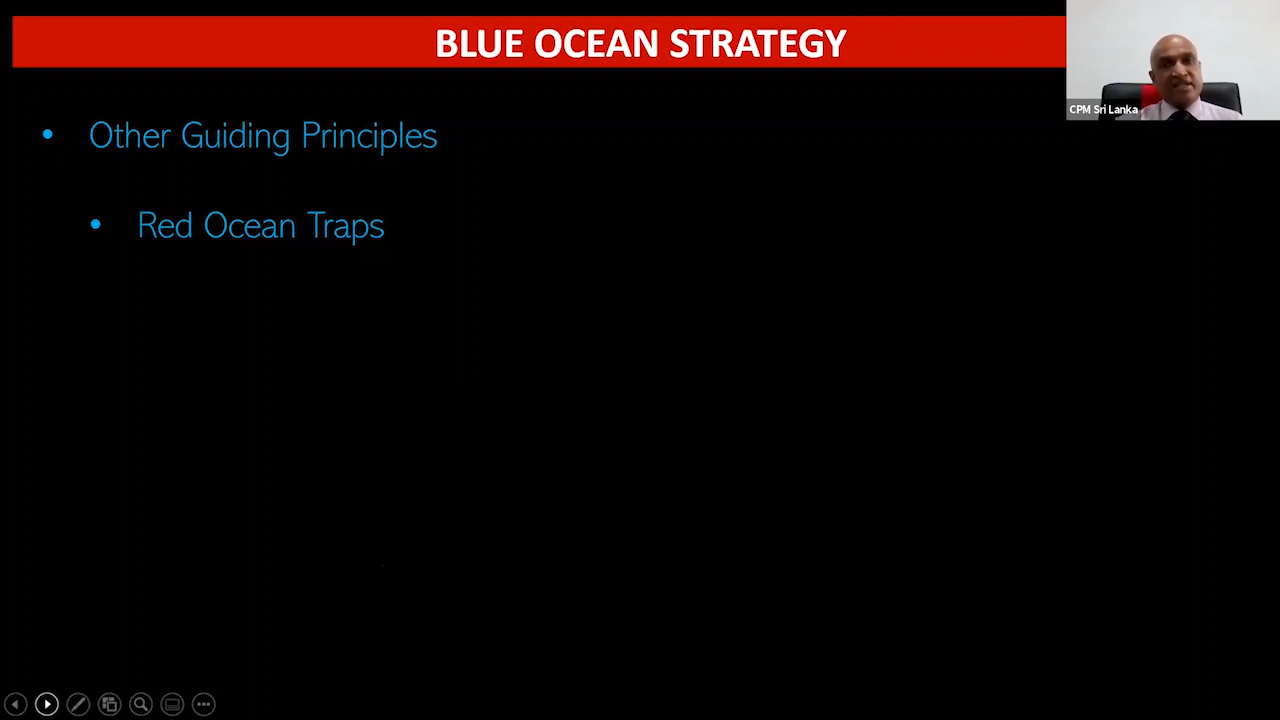 BLUE OCEAN STRATEGY
CPM Sri Lanka
• Other Guiding Principles
• Red Ocean Traps